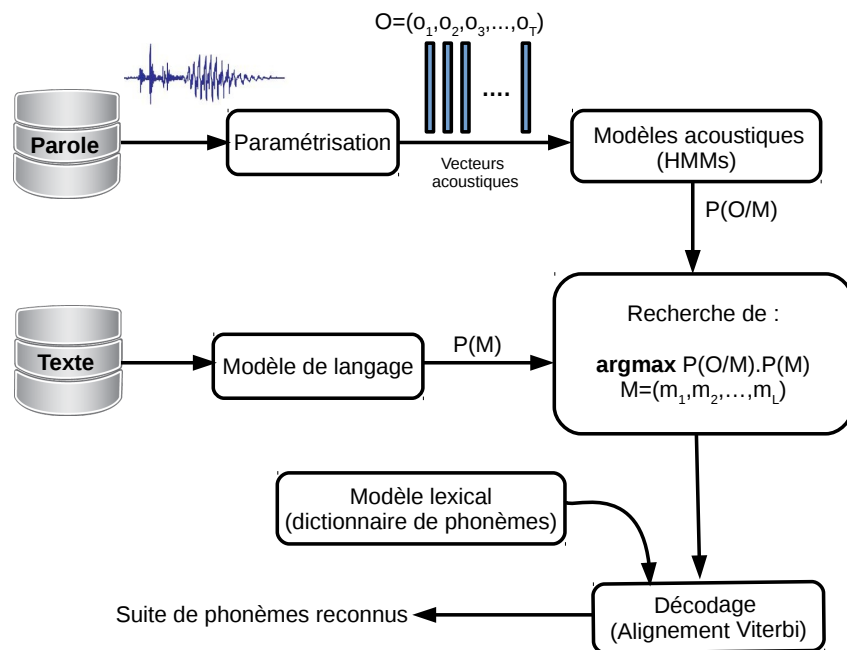 O=(o1,o2,o3,...,oT)
....
Parole
Paramétrisation
Vecteurs
acoustiques
Modèles acoustiques
(HMMs)
P(O/M)
Texte
Modèle de langage
P(M)
Recherche de :
argmax P(O/M).P(M)
M=(m1,m2,...,mL)
Modèle lexical
(dictionnaire de phonèmes)
Décodage
(Alignement Viterbi)
Suite de phonèmes reconnus